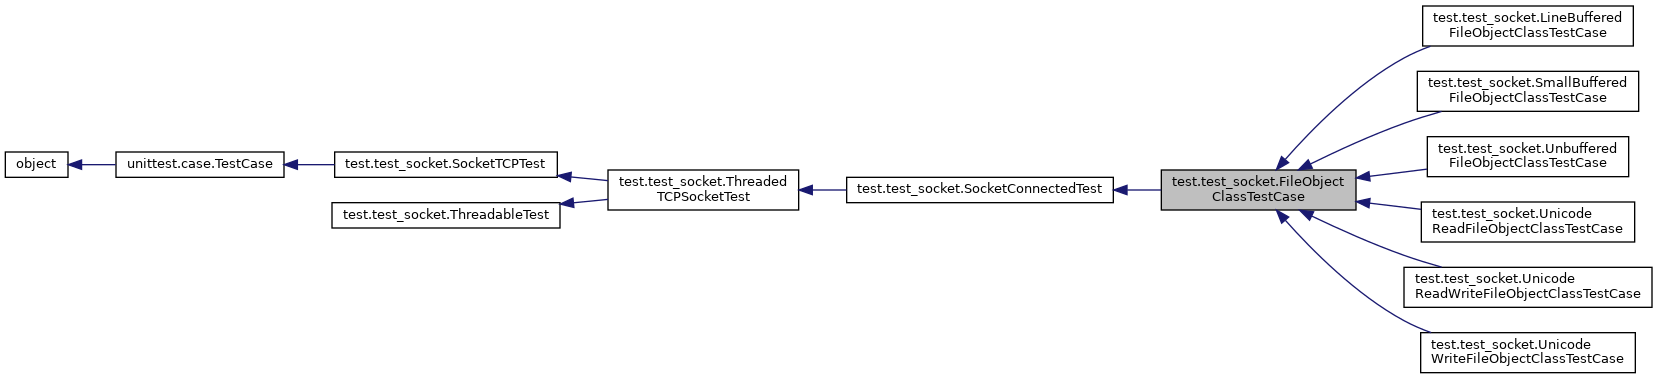 test.test_socket.LineBuffered
FileObjectClassTestCase
test.test_socket.SmallBuffered
FileObjectClassTestCase
test.test_socket.Unbuffered
FileObjectClassTestCase
object
unittest.case.TestCase
test.test_socket.SocketTCPTest
test.test_socket.Threaded
TCPSocketTest
test.test_socket.SocketConnectedTest
test.test_socket.FileObject
ClassTestCase
test.test_socket.ThreadableTest
test.test_socket.Unicode
ReadFileObjectClassTestCase
test.test_socket.Unicode
ReadWriteFileObjectClassTestCase
test.test_socket.Unicode
WriteFileObjectClassTestCase